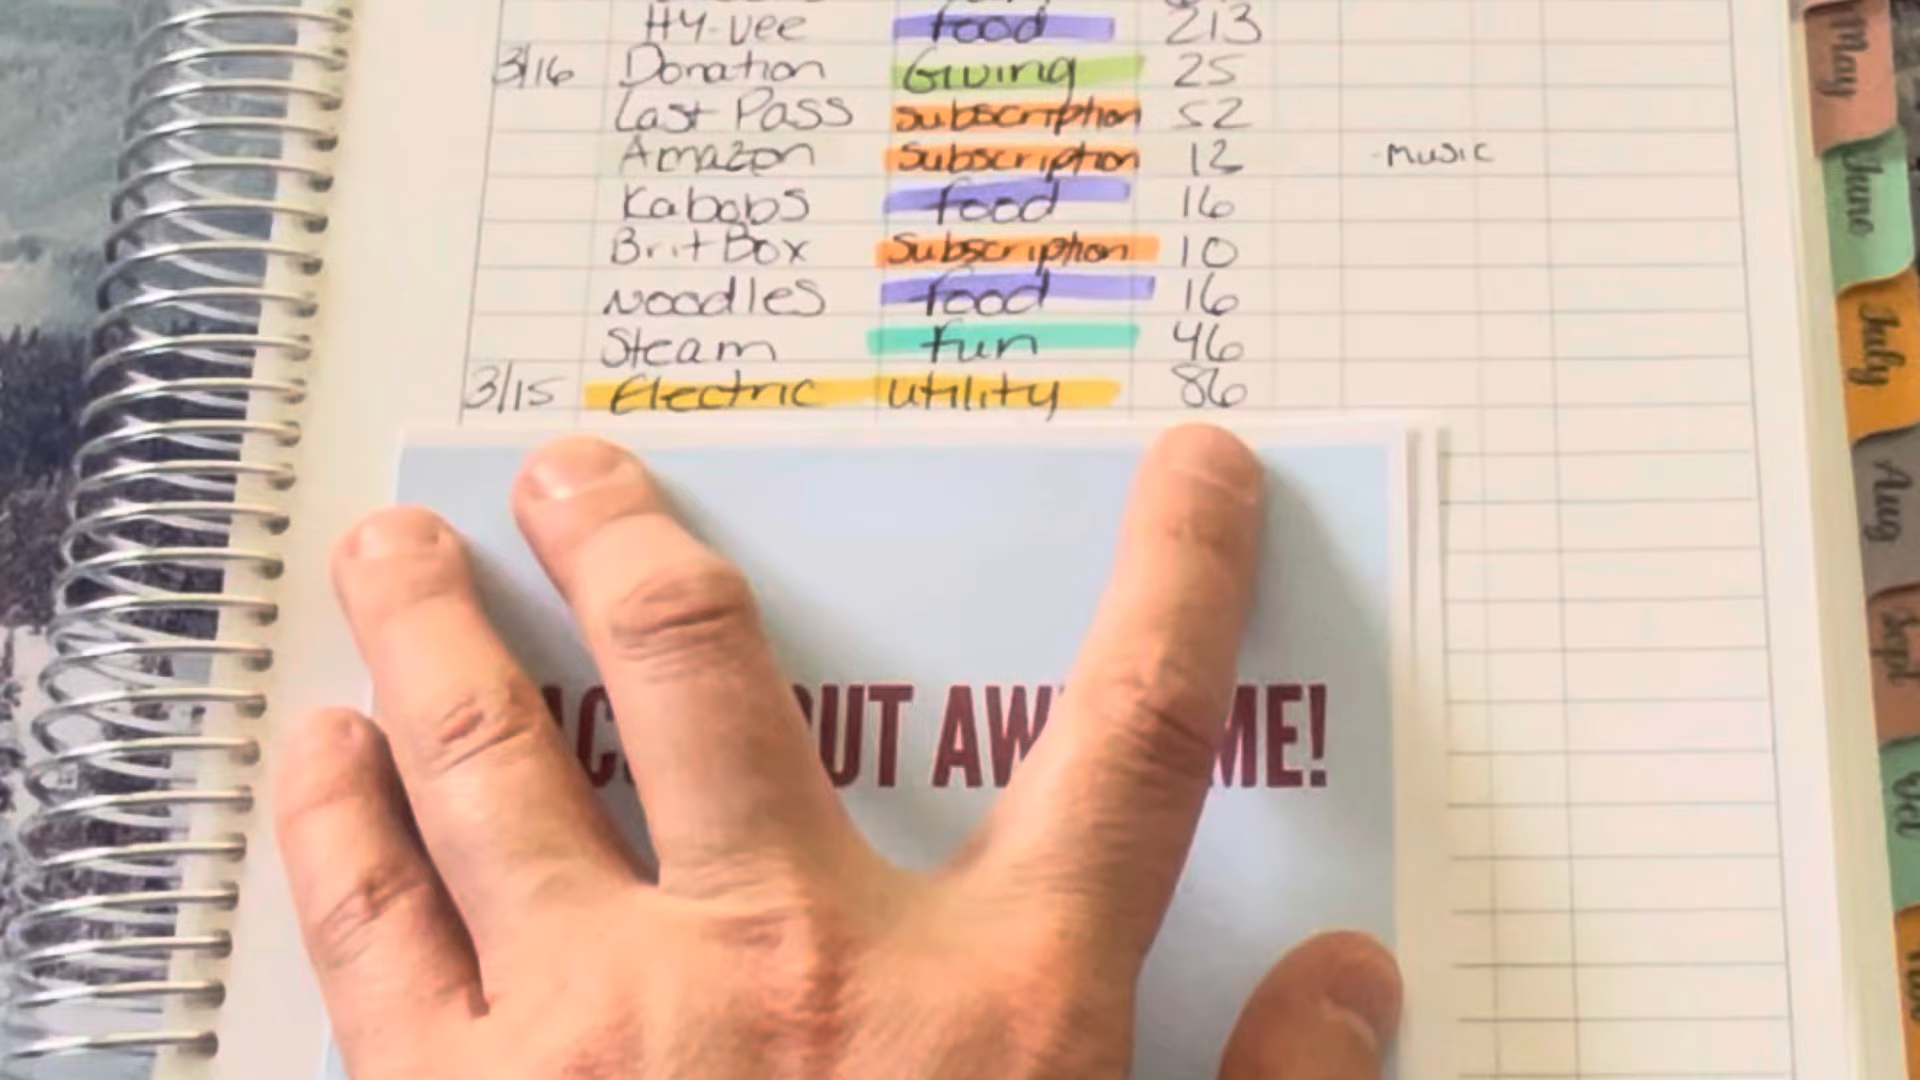 Hy-Vee food 213
3/16 Donation Giving 25
Last Pass Subscription 52
Amazon Subscription 12 -Music
Kabobs food 16
BritBox Subscription 10
Noodles food 16
Steam fun 46
3/15 Electric Utility 86
UT AW ME!
May
June
July
Aug
Sept
Oct